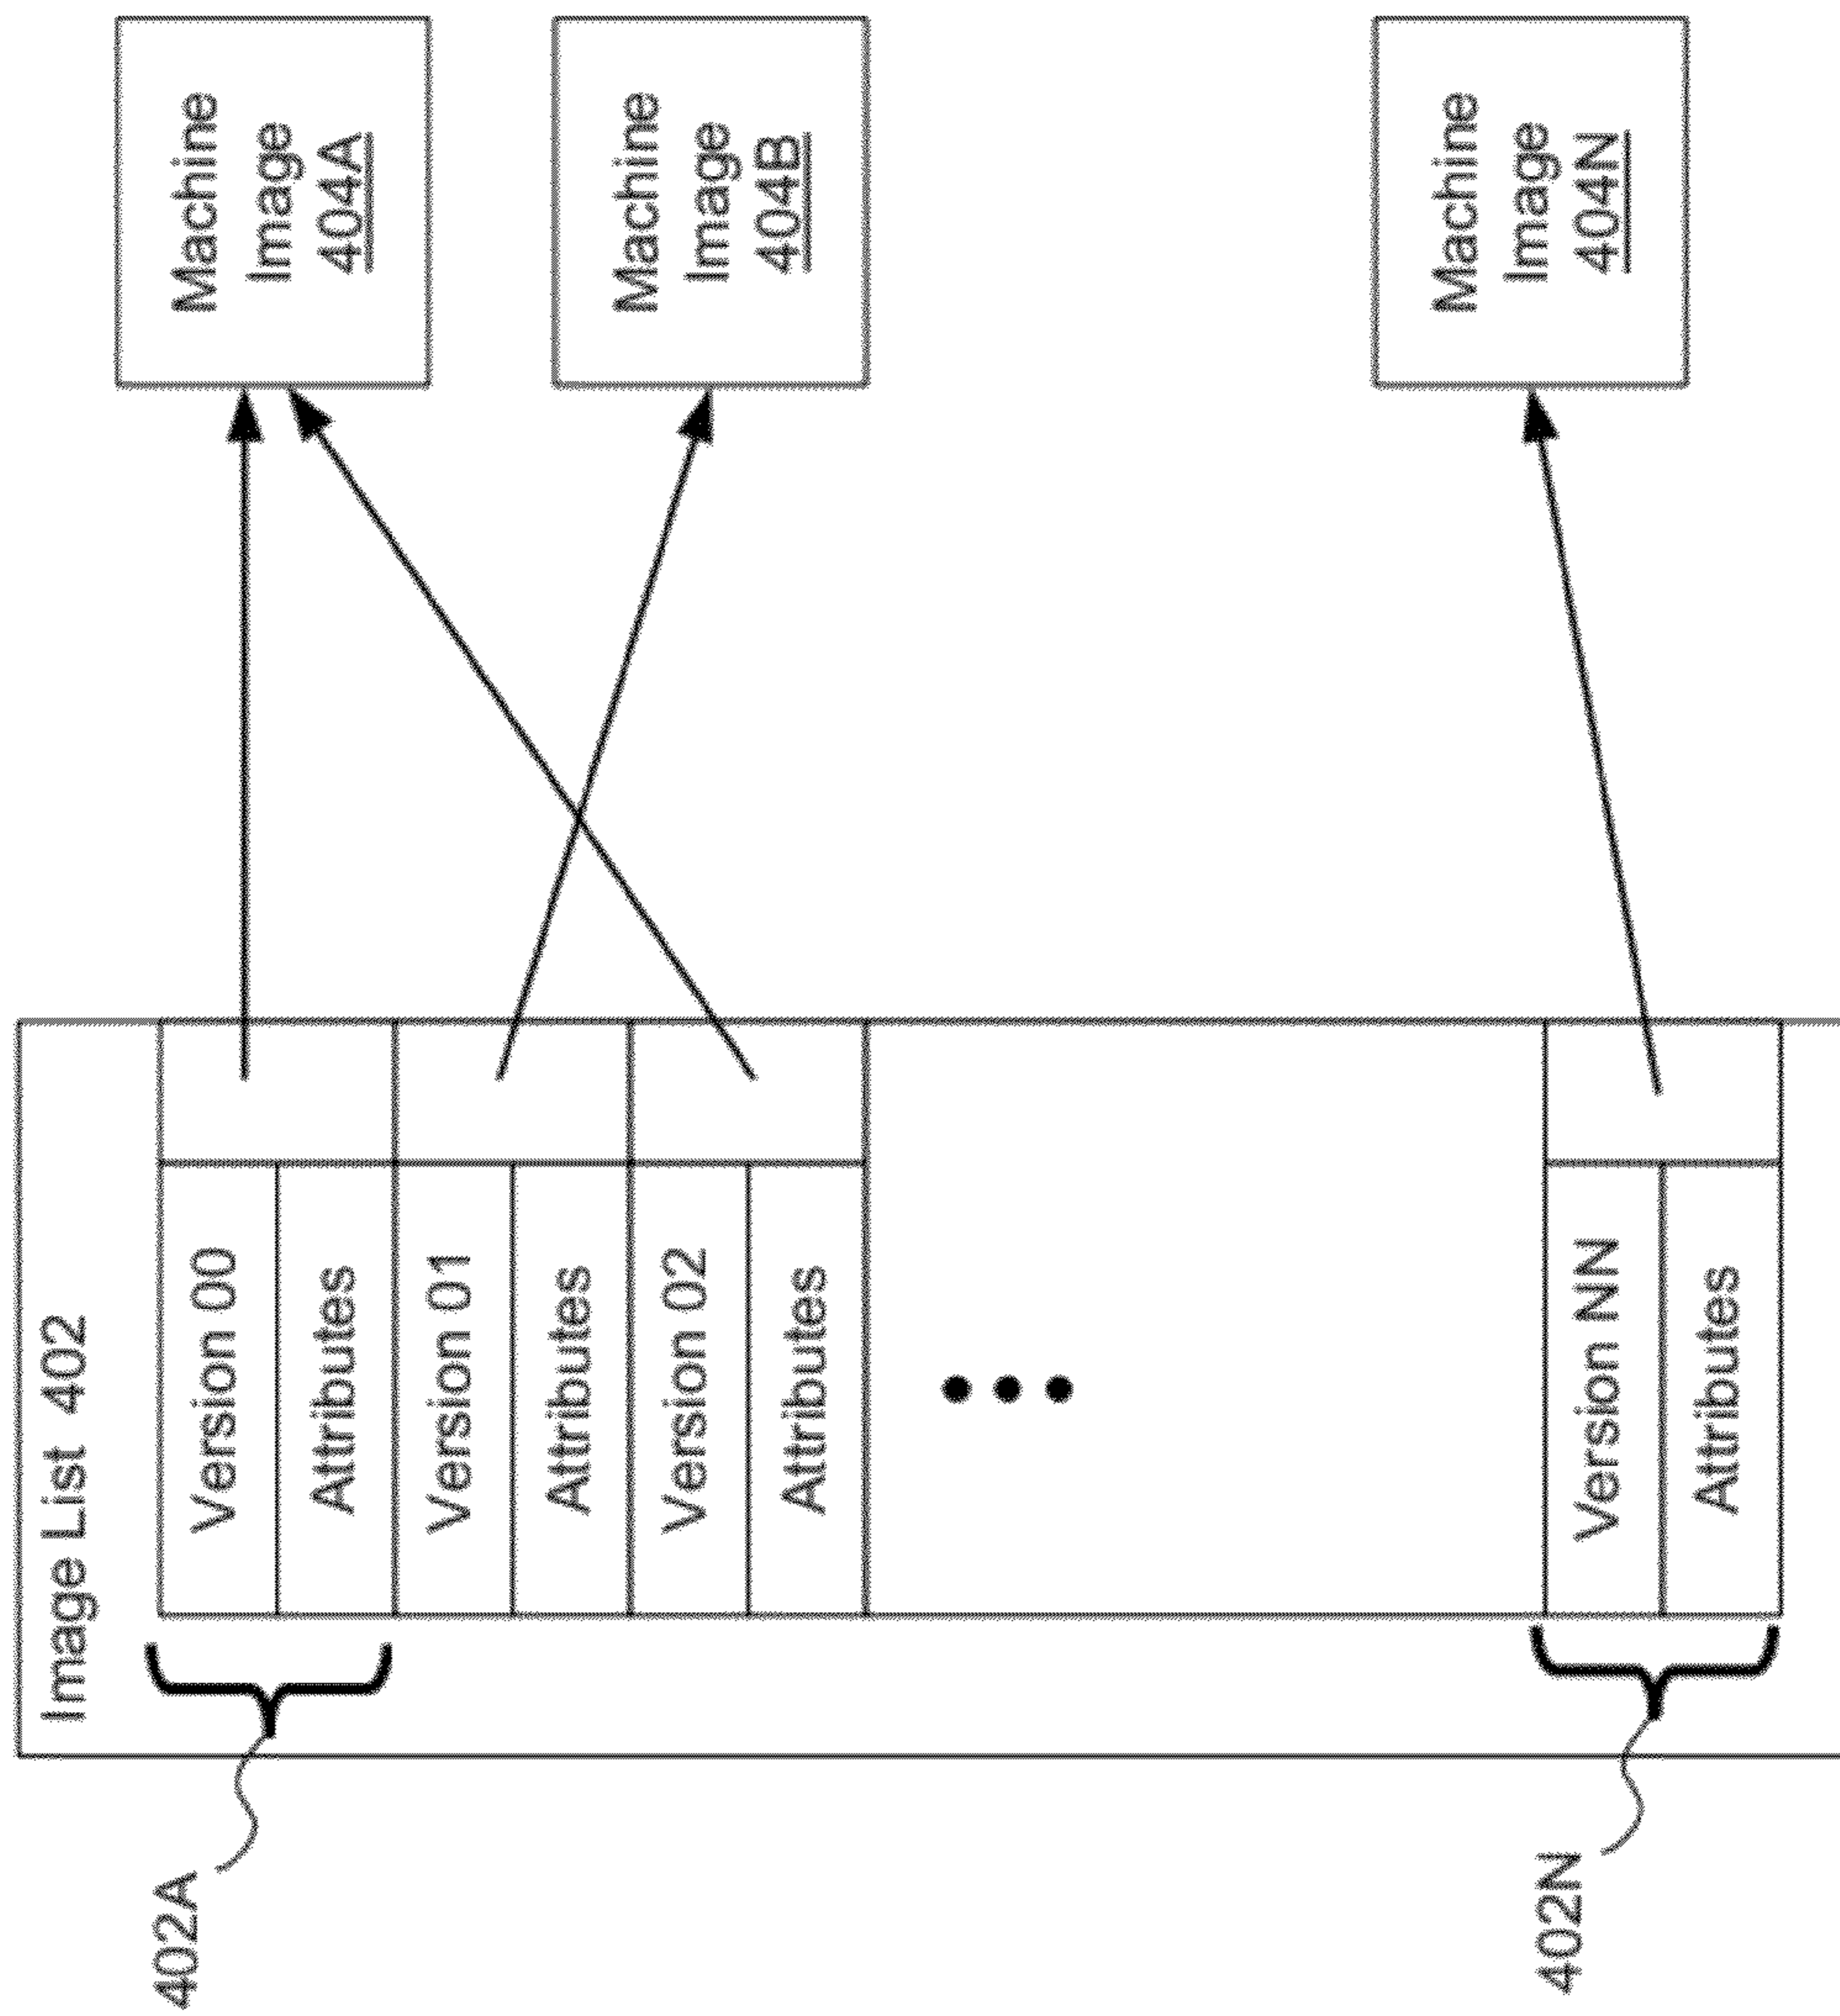 Image List 402
402A
Version 00
Attributes
Version 01
Attributes
Version 02
Attributes
402N
Version NN
Attributes
Machine
Image
404A
Machine
Image
404B
Machine
Image
404N